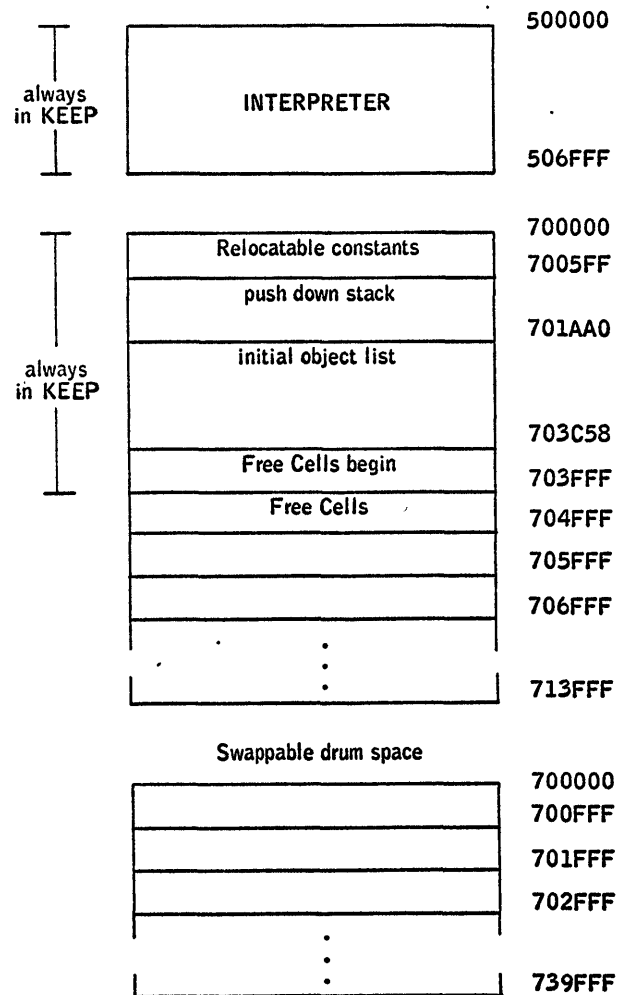 500000
always
in KEEP
INTERPRETER
506FFF
700000
Relocatable constants
7005FF
push down stack
701AA0
initial object list
always
in KEEP
703C58
Free Cells begin
703FFF
Free Cells
704FFF
705FFF
706FFF
713FFF
Swappable drum space
700000
700FFF
701FFF
702FFF
739FFF